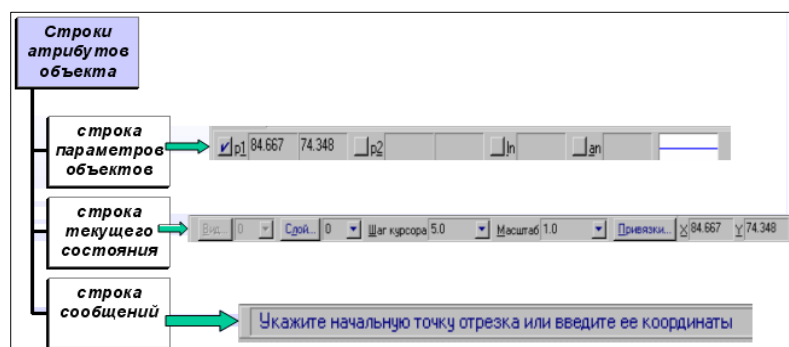 Строки
атрибутов
объекта
строка
параметров
объектов
p1 84.667 74.348 p2 ln an
строка
текущего
состояния
Вид... 0 Слой... 0 Шаг курсора 5.0 Масштаб 1.0 Привязки... X 84.667 Y 74.348
строка
сообщений
Укажите начальную точку отрезка или введите ее координаты